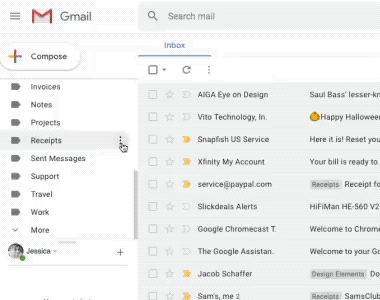 Gmail
Search mail
Compose
Inbox
Invoices
Notes
Projects
Receipts
Sent Messages
Support
Travel
Work
More
Jessica
AIGA Eye on Design Saul Bass' lesser-kn
Vito Technology, In. 🎃Happy Hallowee
Snapfish US Service Here it is! Reset you
Xfinity My Account Your bill is ready to
service@paypal.com Receipts Receipt fo
Slickdeals Alerts HiFiMan HE-560 V2
Google Chromecast T. Welcome to Chrome
The Google Assistan. Welcome to your Go
Jacob Schaffer Design Elements Do
Sam's, me 2 Receipts SamsClub